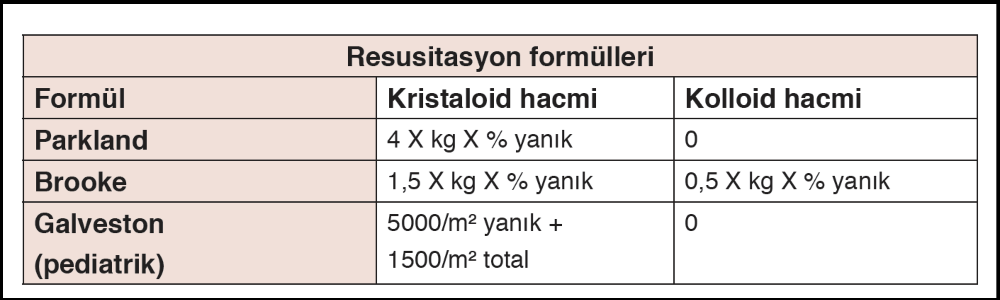 Resusitasyon formülleri
Formül Kristaloid hacmi Kolloid hacmi
Parkland 4 X kg X % yanık 0
Brooke 1,5 X kg X % yanık 0,5 X kg X % yanık
Galveston 5000/m² yanık + 0
(pediatrik) 1500/m² total